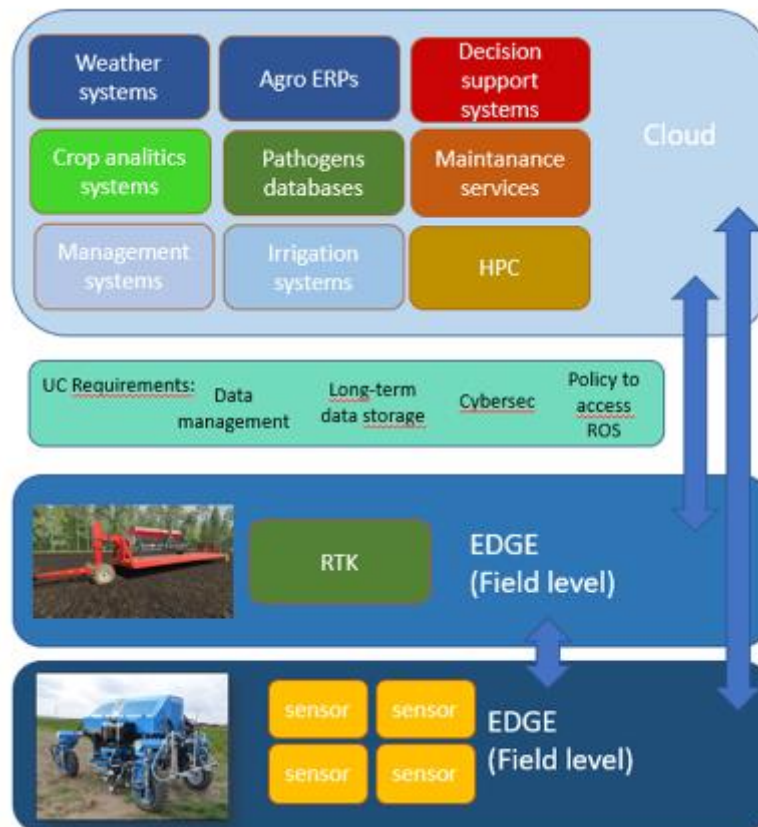 Weather
systems
Agro ERPs
Decision
support
systems
Cloud
Crop analitics
systems
Pathogens
databases
Maintanance
services
Management
systems
Irrigation
systems
HPC
UC Requirements:
Data
management
Long-term
data storage
Cybersec
Policy to
access
ROS
RTK
EDGE
(Field level)
sensor
sensor
sensor
sensor
EDGE
(Field level)